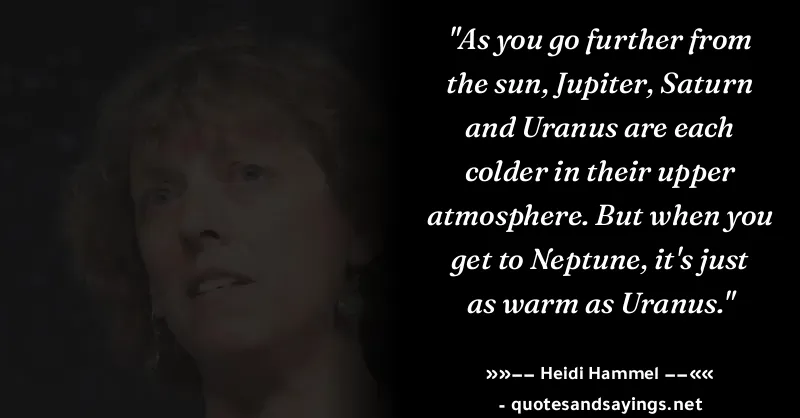 "As you go further from
the sun, Jupiter, Saturn
and Uranus are each
colder in their upper
atmosphere. But when you
get to Neptune, it's just
as warm as Uranus."
»»−− Heidi Hammel −−««
- quotesandsayings.net